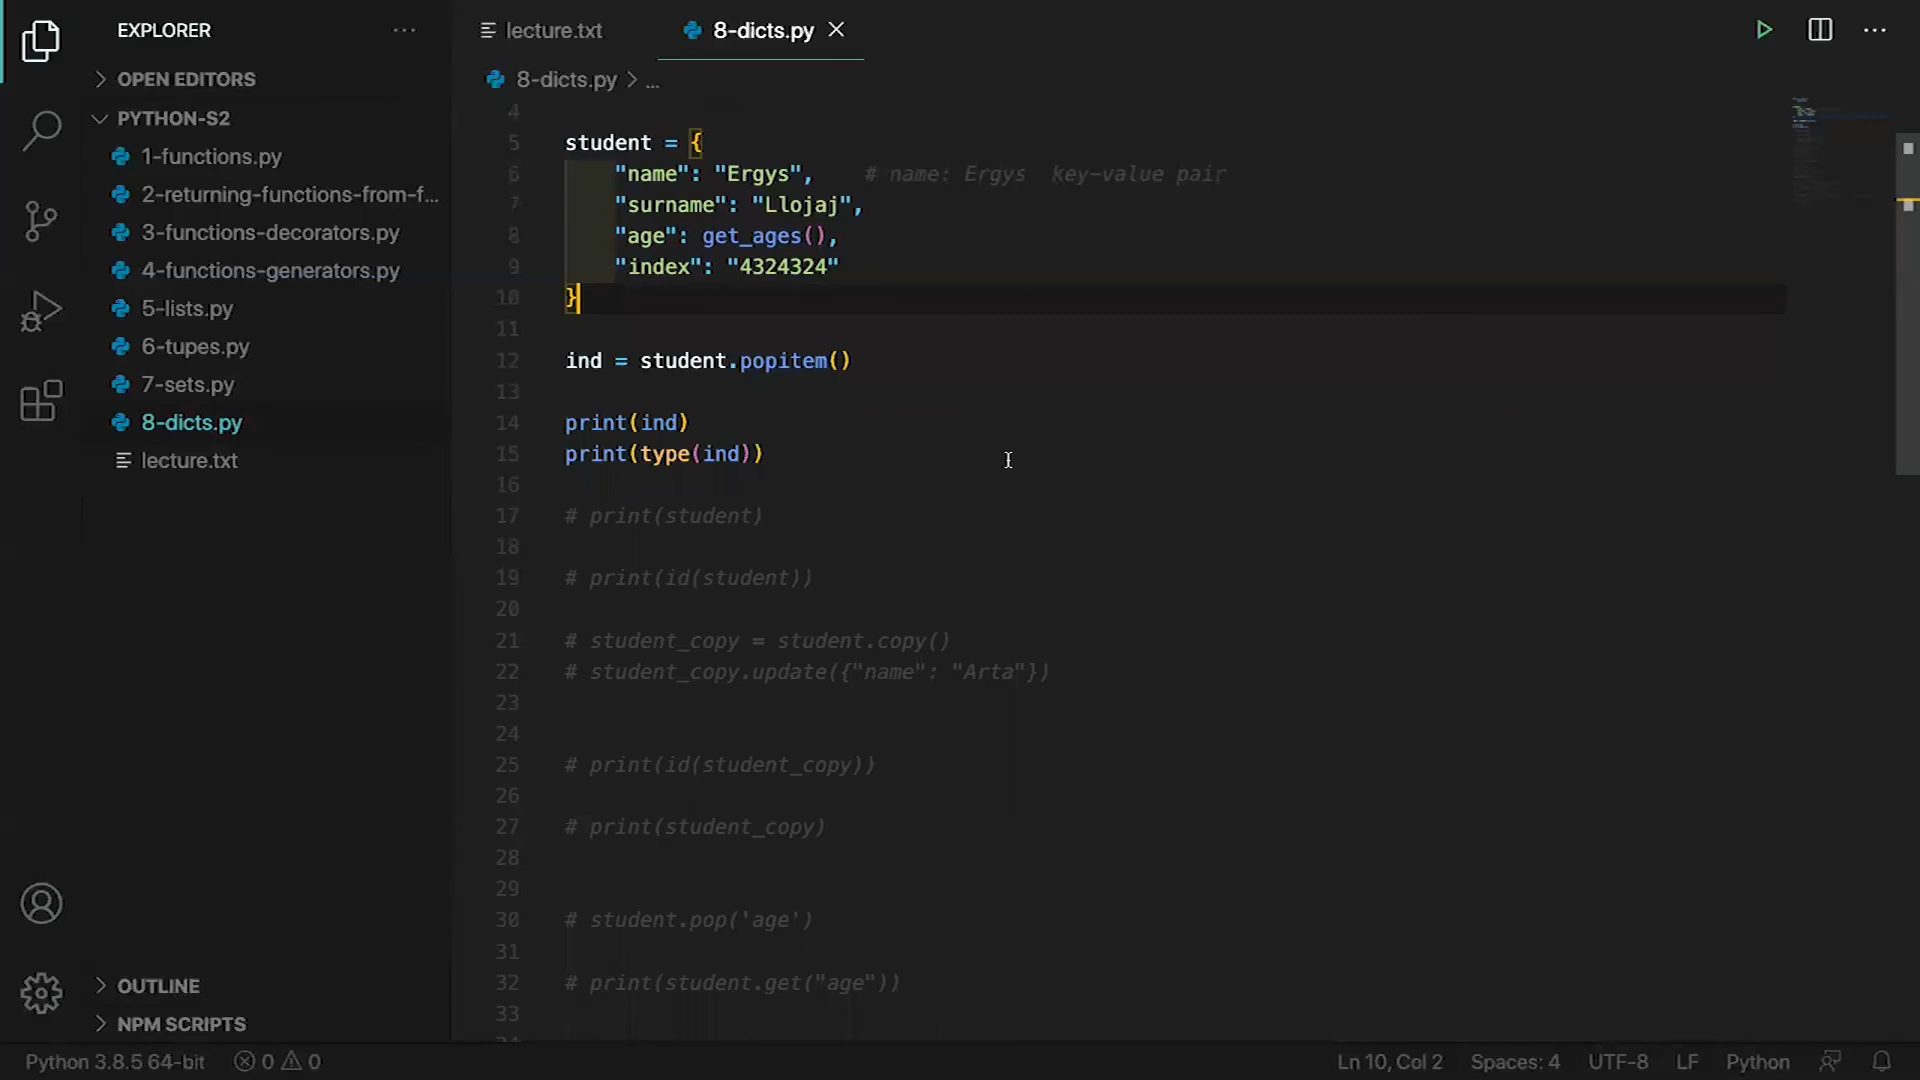 EXPLORER
OPEN EDITORS
PYTHON-S2
1-functions.py
2-returning-functions-from-f...
3-functions-decorators.py
4-functions-generators.py
5-lists.py
6-tupes.py
7-sets.py
8-dicts.py
lecture.txt
OUTLINE
NPM SCRIPTS
lecture.txt
8-dicts.py
8-dicts.py > ...
4
5 student = {
6 "name": "Ergys", # name: Ergys key-value pair
7 "surname": "Llojaj",
8 "age": get_ages(),
9 "index": "4324324"
10 }
11
12 ind = student.popitem()
13
14 print(ind)
15 print(type(ind))
16
17 # print(student)
18
19 # print(id(student))
20
21 # student_copy = student.copy()
22 # student_copy.update({"name": "Arta"})
23
24
25 # print(id(student_copy))
26
27 # print(student_copy)
28
29
30 # student.pop('age')
31
32 # print(student.get("age"))
33
Python 3.8.5 64-bit 0 0 Ln 10, Col 2 Spaces: 4 UTF-8 LF Python